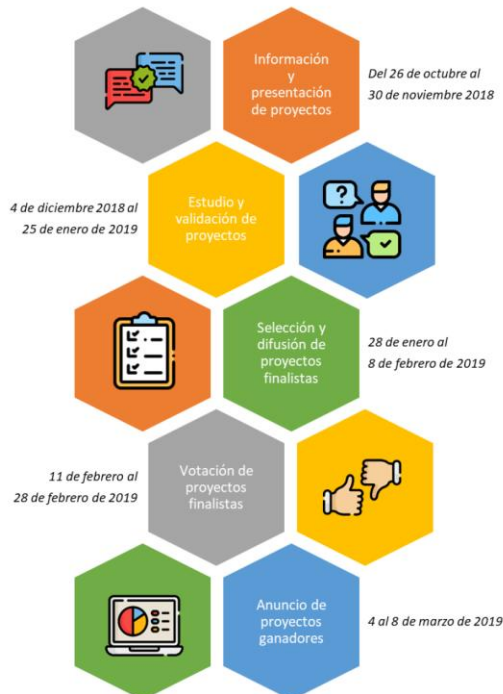 Información
y
presentación
de proyectos
Del 26 de octubre al
30 de noviembre 2018
4 de diciembre 2018 al
25 de enero de 2019
Estudio y
validación de
proyectos
?
Selección y
difusión de
proyectos
finalistas
28 de enero al
8 de febrero de 2019
11 de febrero al
28 de febrero de 2019
Votación de
proyectos
finalistas
Anuncio de
proyectos
ganadores
4 al 8 de marzo de 2019